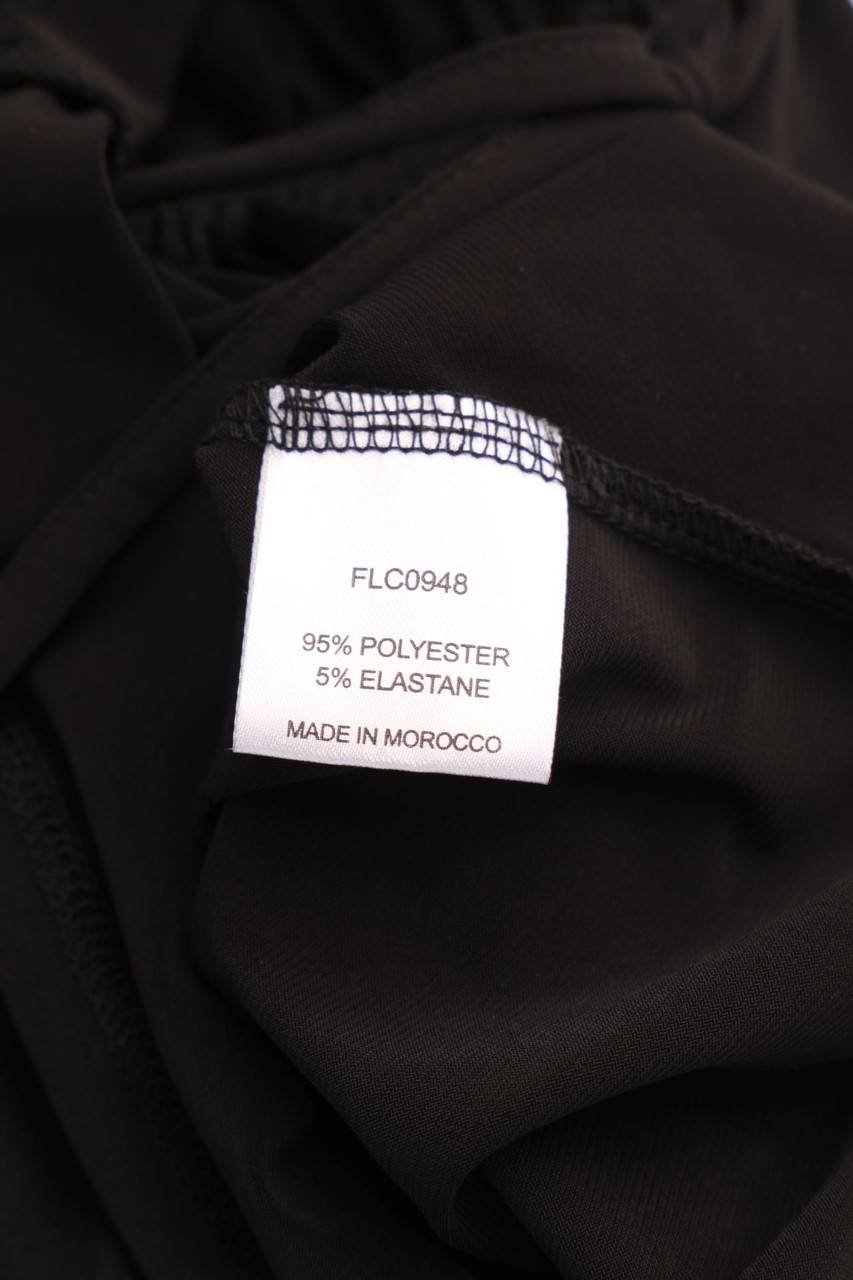 FLC0948
95% POLYESTER
5% ELASTANE
MADE IN MOROCCO